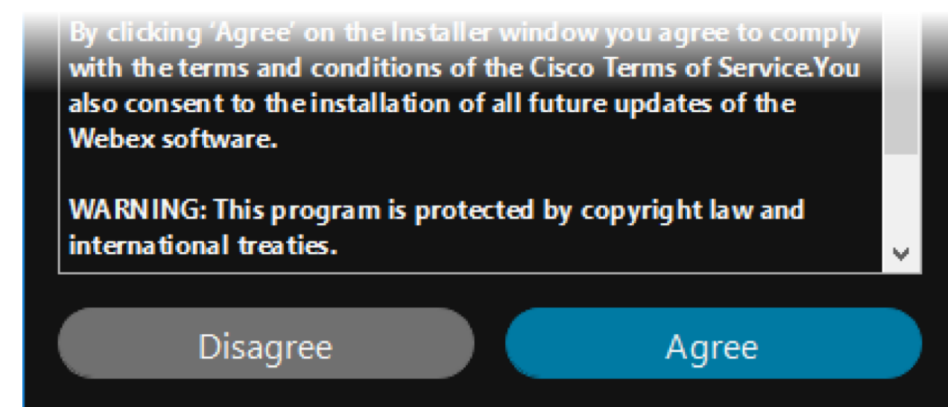 By clicking ‘Agree’ on the Installer window you agree to comply
with the terms and conditions of the Cisco Terms of Service.You
also consent to the installation of all future updates of the
Webex software.
WARNING: This program is protected by copyright law and
international treaties.
Disagree
Agree